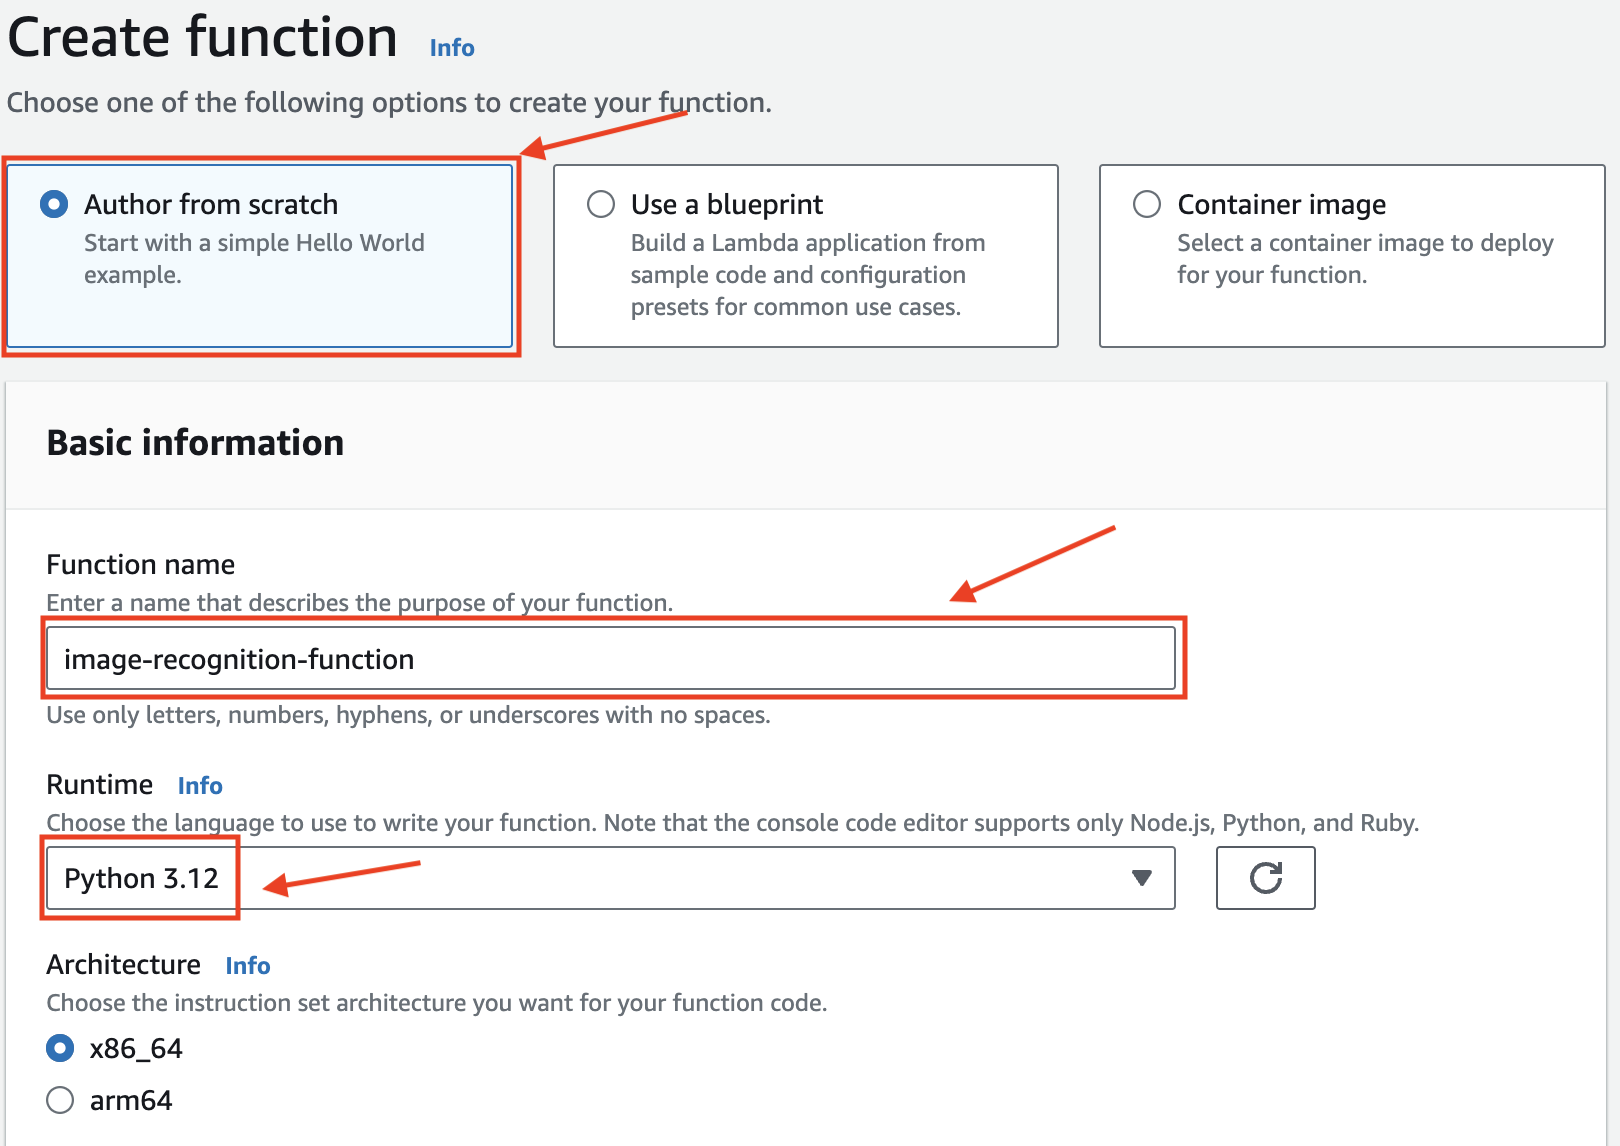 Create function Info
Choose one of the following options to create your function.
Author from scratch
Start with a simple Hello World
example.
Use a blueprint
Build a Lambda application from
sample code and configuration
presets for common use cases.
Container image
Select a container image to deploy
for your function.
Basic information
Function name
Enter a name that describes the purpose of your function.
image-recognition-function
Use only letters, numbers, hyphens, or underscores with no spaces.
Runtime Info
Choose the language to use to write your function. Note that the console code editor supports only Node.js, Python, and Ruby.
Python 3.12
Architecture Info
Choose the instruction set architecture you want for your function code.
x86_64
arm64